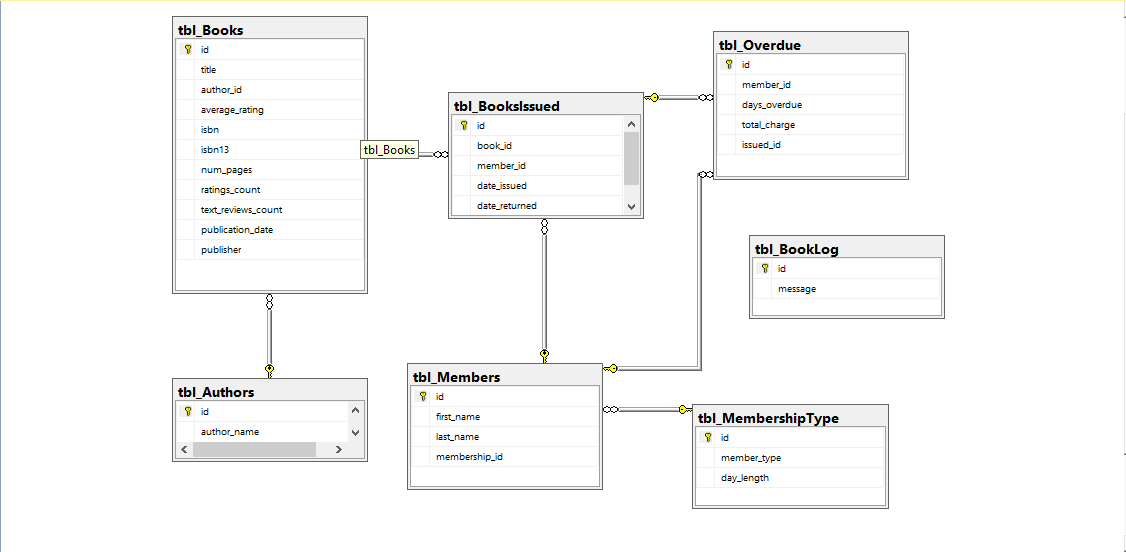 tbl_Books
id
title
author_id
average_rating
isbn
isbn13
num_pages
ratings_count
text_reviews_count
publication_date
publisher
tbl_Books
tbl_BooksIssued
id
book_id
member_id
date_issued
date_returned
tbl_Overdue
id
member_id
days_overdue
total_charge
issued_id
tbl_BookLog
id
message
tbl_Authors
id
author_name
tbl_Members
id
first_name
last_name
membership_id
tbl_MembershipType
id
member_type
day_length